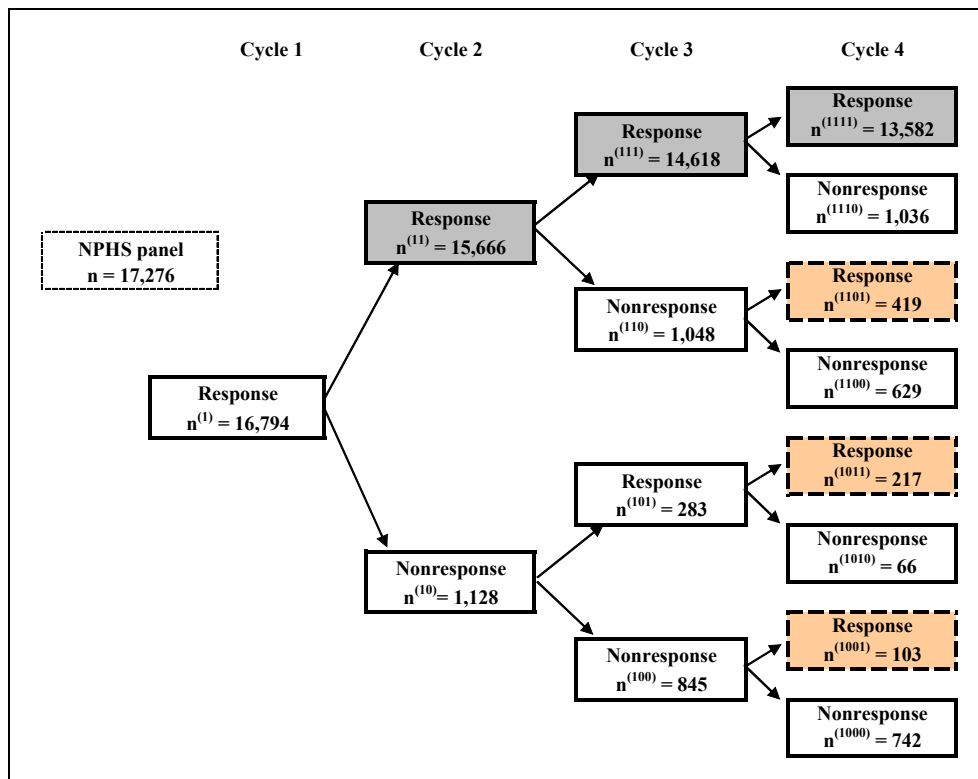 Cycle 1 Cycle 2 Cycle 3 Cycle 4
NPHS panel
n = 17,276
Response
n(1) = 16,794
Response
n(11) = 15,666
Nonresponse
n(10)= 1,128
Response
n(111) = 14,618
Nonresponse
n(110) = 1,048
Response
n(101) = 283
Nonresponse
n(100) = 845
Response
n(1111) = 13,582
Nonresponse
n(1110) = 1,036
Response
n(1101) = 419
Nonresponse
n(1100) = 629
Response
n(1011) = 217
Nonresponse
n(1010) = 66
Response
n(1001) = 103
Nonresponse
n(1000) = 742